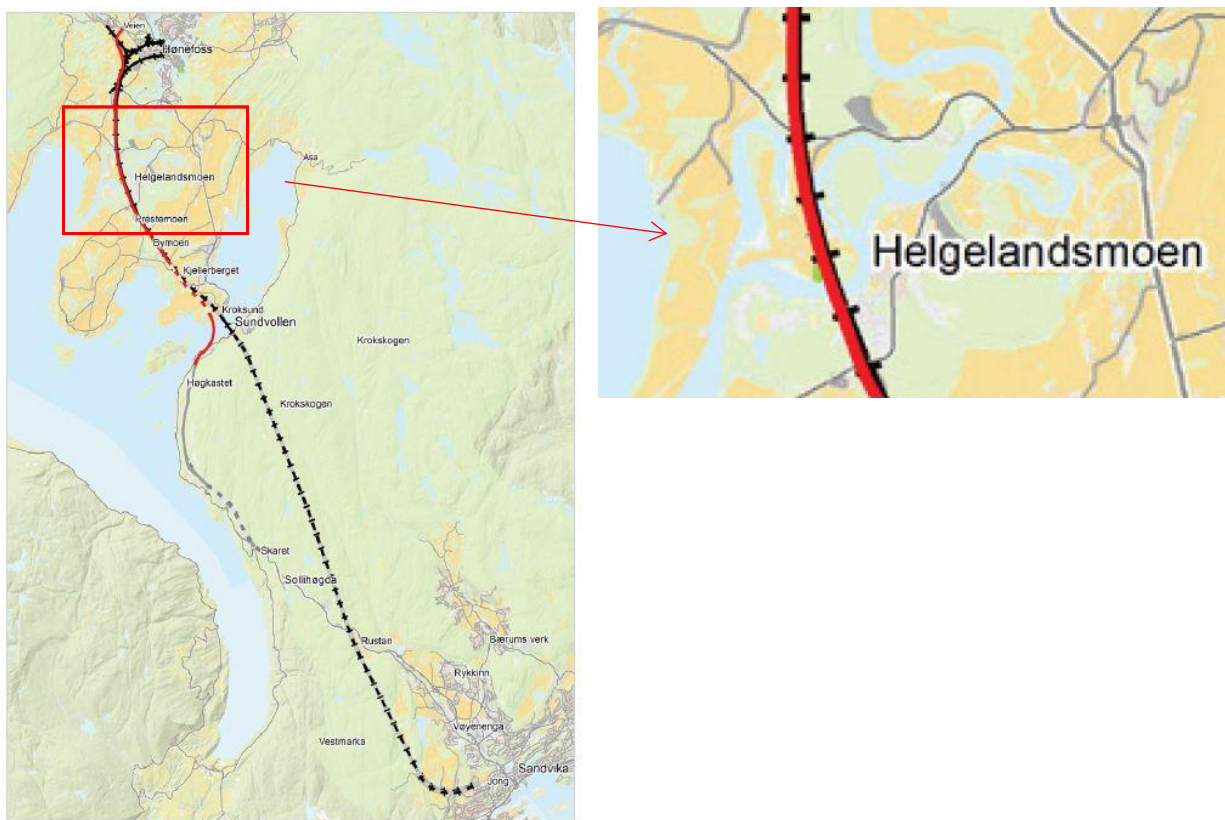 Veien
Hønefoss
Åsa
Helgelandsmoen
Prestemoen
Bymoen
Kjellerberget
Kroksund
Sundvollen
Krokskogen
Høgkastet
Krokskogen
Skaret
Sollihøgda
Rustan
Bærums verk
Rykkinn
Vøyenenga
Vestmarka
Sandvika
Jong
Helgelandsmoen